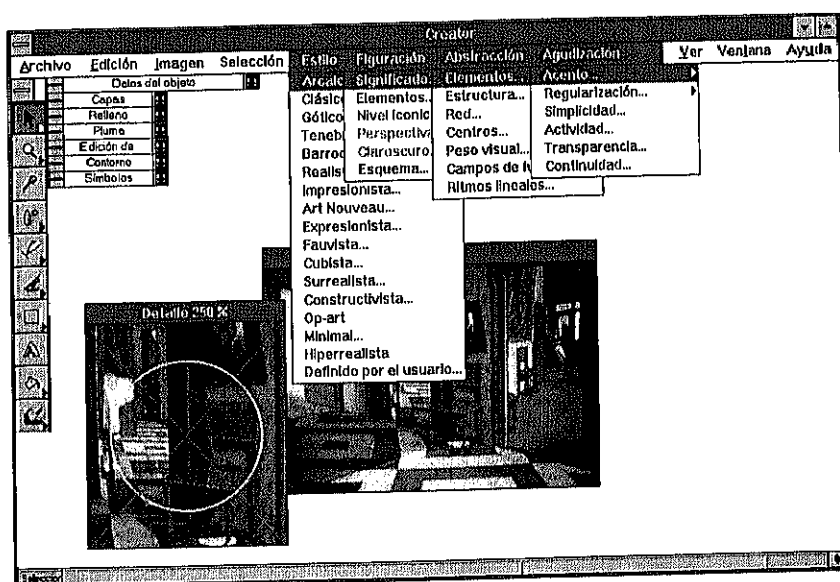 Creator
Archivo Edición Imagen Selección Estilo Figuración Abstracción Agudización Ver Ventana Ayuda
Datos del objeto
Capas
Relleno
Pluma
Edición de
Contorno
Símbolos
Arcaic
Clásic
Gótico
Teneb
Barroc
Realis
Impresionista...
Art Nouveau...
Expresionista...
Fauvista...
Cubista...
Surrealista...
Constructivista...
Op-art
Minimal...
Hiperrealista
Definido por el usuario...
Significado.
Elementos..
Nivel Iconic
Perspectiva
Claroscuro.
Esquema...
Elementos...
Estructura...
Red...
Centros...
Peso visual...
Campos de fu
Ritmos lineales...
Acento...
Regularización...
Simplicidad...
Actividad...
Transparencia...
Continuidad...
Detalle 250 %
A